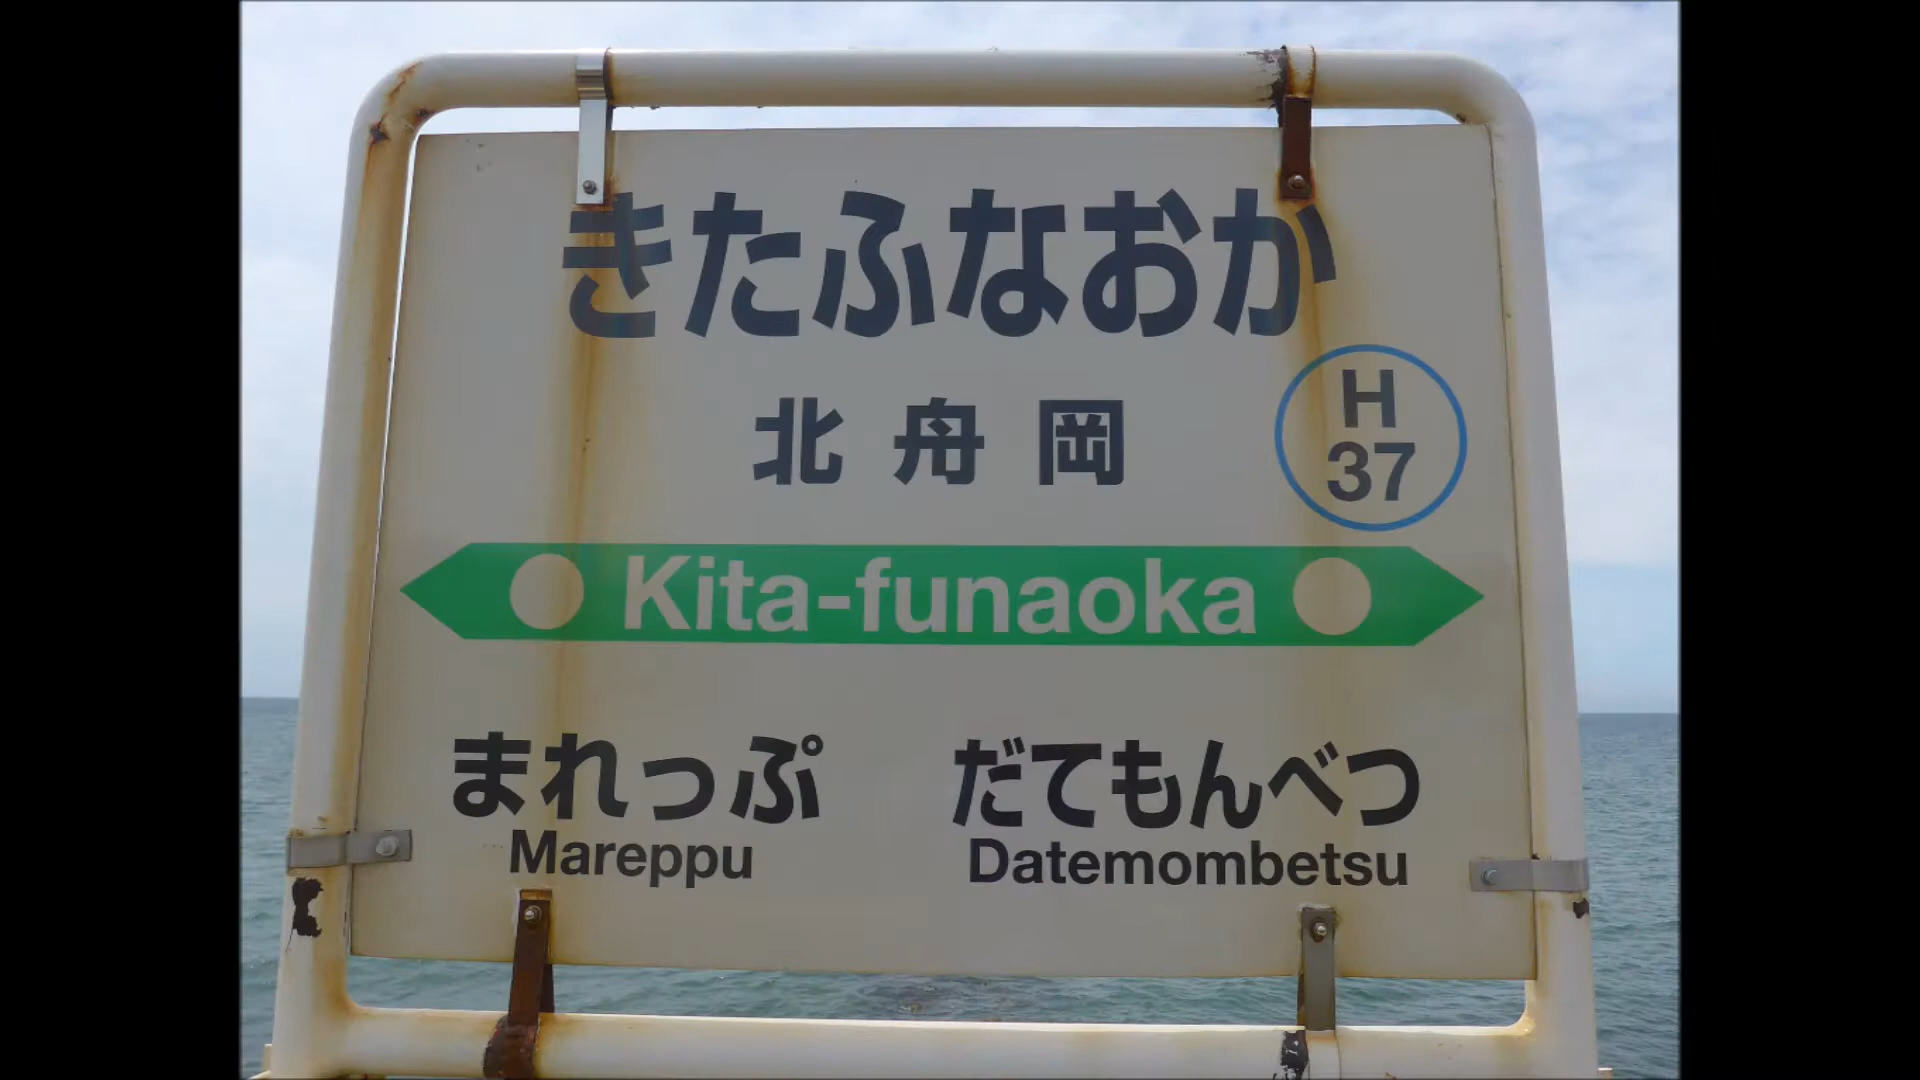 きたふなおか
北舟岡
H
37
Kita-funaoka
まれっぷ だてもんべつ
Mareppu Datemombetsu